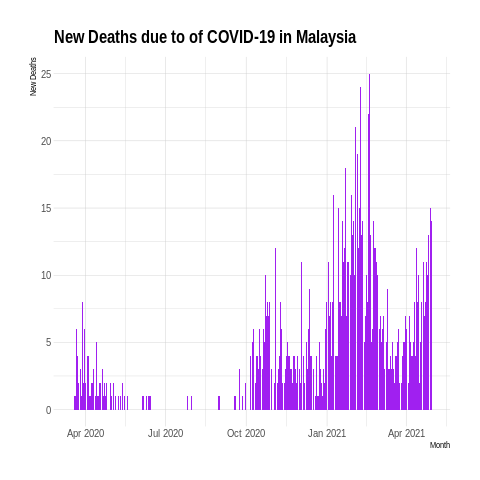 New Deaths due to of COVID-19 in Malaysia
New Deaths
25
20
15
10
5
0
Apr 2020 Jul 2020 Oct 2020 Jan 2021 Apr 2021
Month